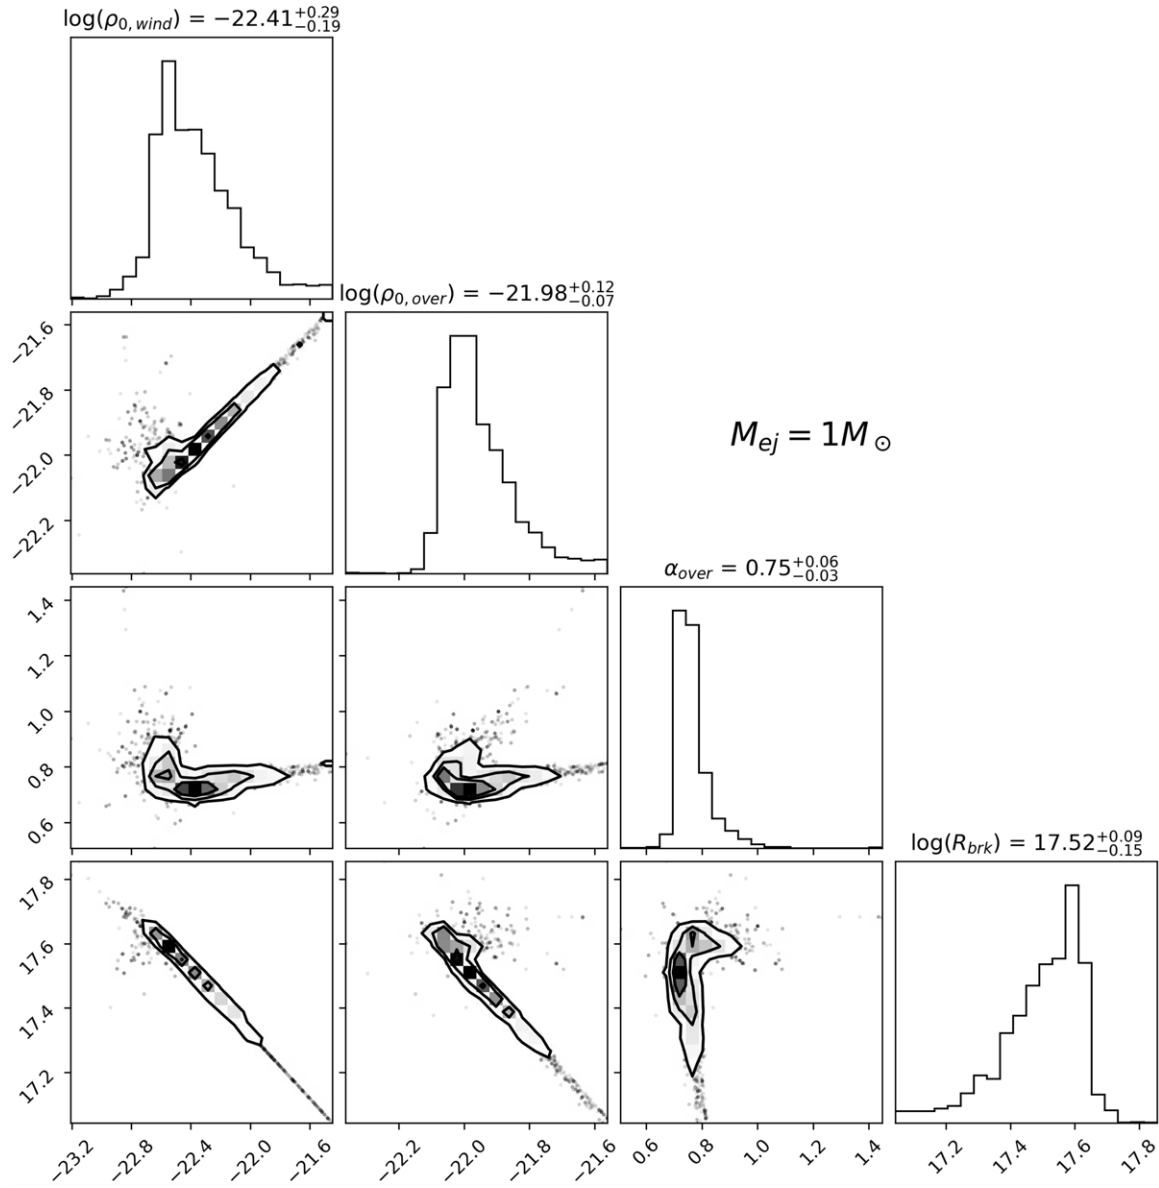 log(ρ0,wind) = −22.41+0.29−0.19
log(ρ0,over) = −21.98+0.12−0.07
−21.6
−21.8
−22.0
−22.2
Mej = 1M⊙
αover = 0.75+0.06−0.03
1.4
1.2
1.0
0.8
0.6
log(Rbrk) = 17.52+0.09−0.15
17.8
17.6
17.4
17.2
−23.2 −22.8 −22.4 −22.0 −21.6
−22.2 −22.0 −21.8 −21.6
0.6 0.8 1.0 1.2 1.4
17.2 17.4 17.6 17.8